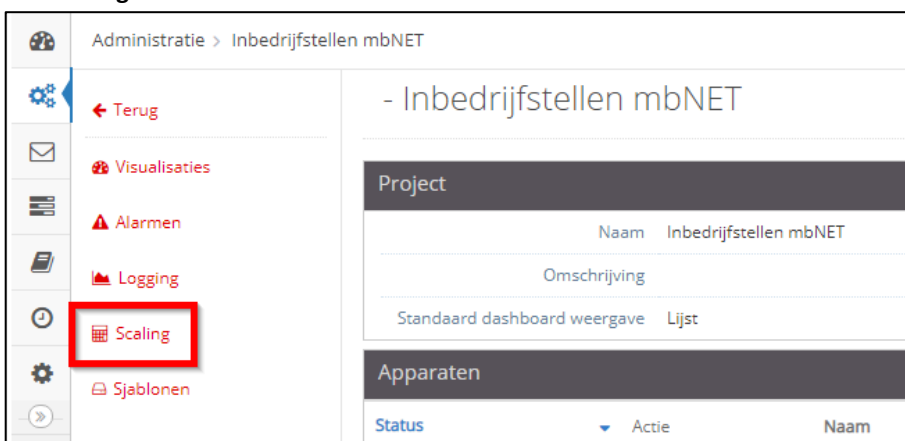 Administratie > Inbedrijfstellen mbNET
Terug
Visualisaties
Alarmen
Logging
Scaling
Sjablonen
- Inbedrijfstellen mbNET
Project
Naam Inbedrijfstellen mbNET
Omschrijving
Standaard dashboard weergave Lijst
Apparaten
Status Actie Naam